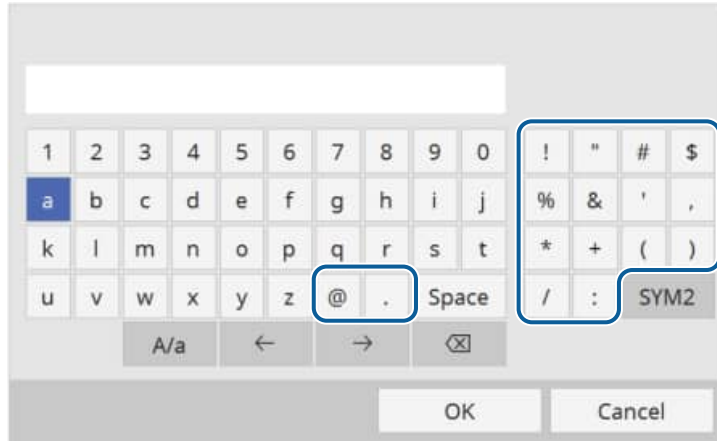 1 2 3 4 5 6 7 8 9 0 ! " # $
a b c d e f g h i j % & ' ,
k l m n o p q r s t * + ( )
u v w x y z @ . Space / : SYM2
A/a ← → ⌫
OK Cancel